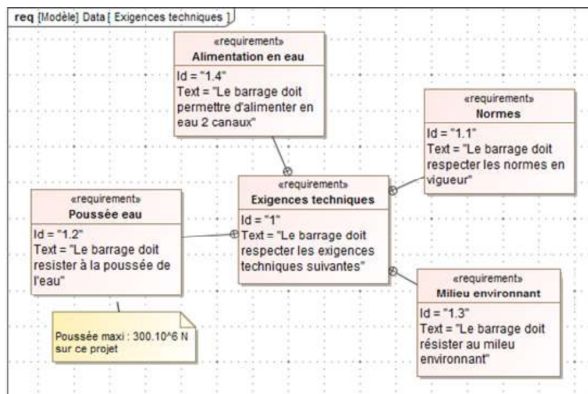 req [Modèle] Data [ Exigences techniques ]
«requirement»
Alimentation en eau
Id = "1.4"
Text = "Le barrage doit
permettre d'alimenter en
eau 2 canaux"
«requirement»
Normes
Id = "1.1"
Text = "Le barrage doit
respecter les normes en
vigueur"
«requirement»
Exigences techniques
Id = "1"
Text = "Le barrage doit
respecter les exigences
techniques suivantes"
«requirement»
Poussée eau
Id = "1.2"
Text = "Le barrage doit
resister à la poussée de
l'eau"
Poussée maxi : 300.10^6 N
sur ce projet
«requirement»
Milieu environnant
Id = "1.3"
Text = "Le barrage doit
résister au mileu
environnant"